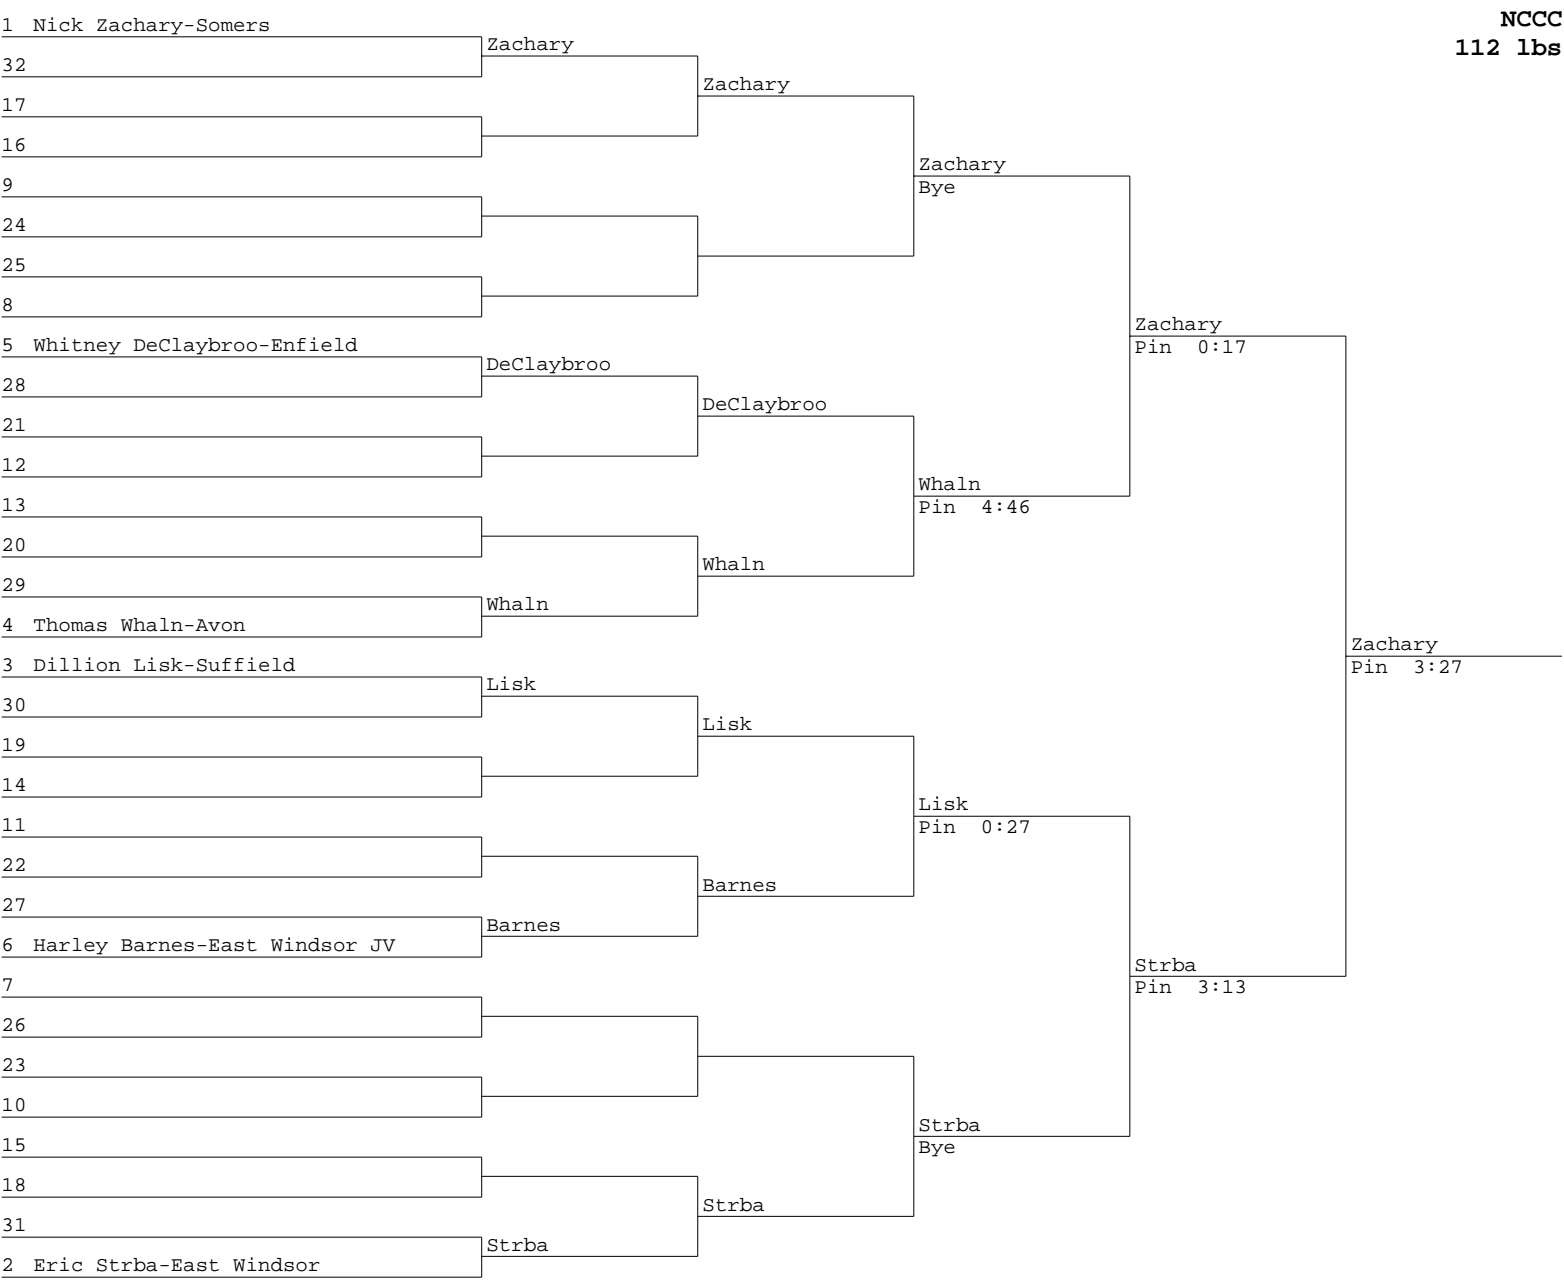 NCCC
112 lbs
1 Nick Zachary-Somers
Zachary
32
Zachary
17
16
Zachary
Bye
9
24
25
8
Zachary
Pin 0:17
5 Whitney DeClaybroo-Enfield
DeClaybroo
28
DeClaybroo
21
12
Whaln
Pin 4:46
13
20
Whaln
29
Whaln
4 Thomas Whaln-Avon
Zachary
Pin 3:27
3 Dillion Lisk-Suffield
Lisk
30
Lisk
19
14
Lisk
Pin 0:27
11
22
Barnes
27
Barnes
6 Harley Barnes-East Windsor JV
Strba
Pin 3:13
7
26
23
10
Strba
Bye
15
18
Strba
31
Strba
2 Eric Strba-East Windsor